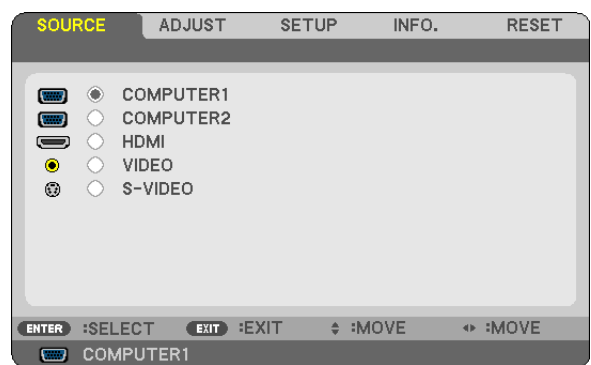 SOURCE ADJUST SETUP INFO. RESET
COMPUTER1
COMPUTER2
HDMI
VIDEO
S-VIDEO
ENTER :SELECT EXIT :EXIT :MOVE :MOVE
COMPUTER1